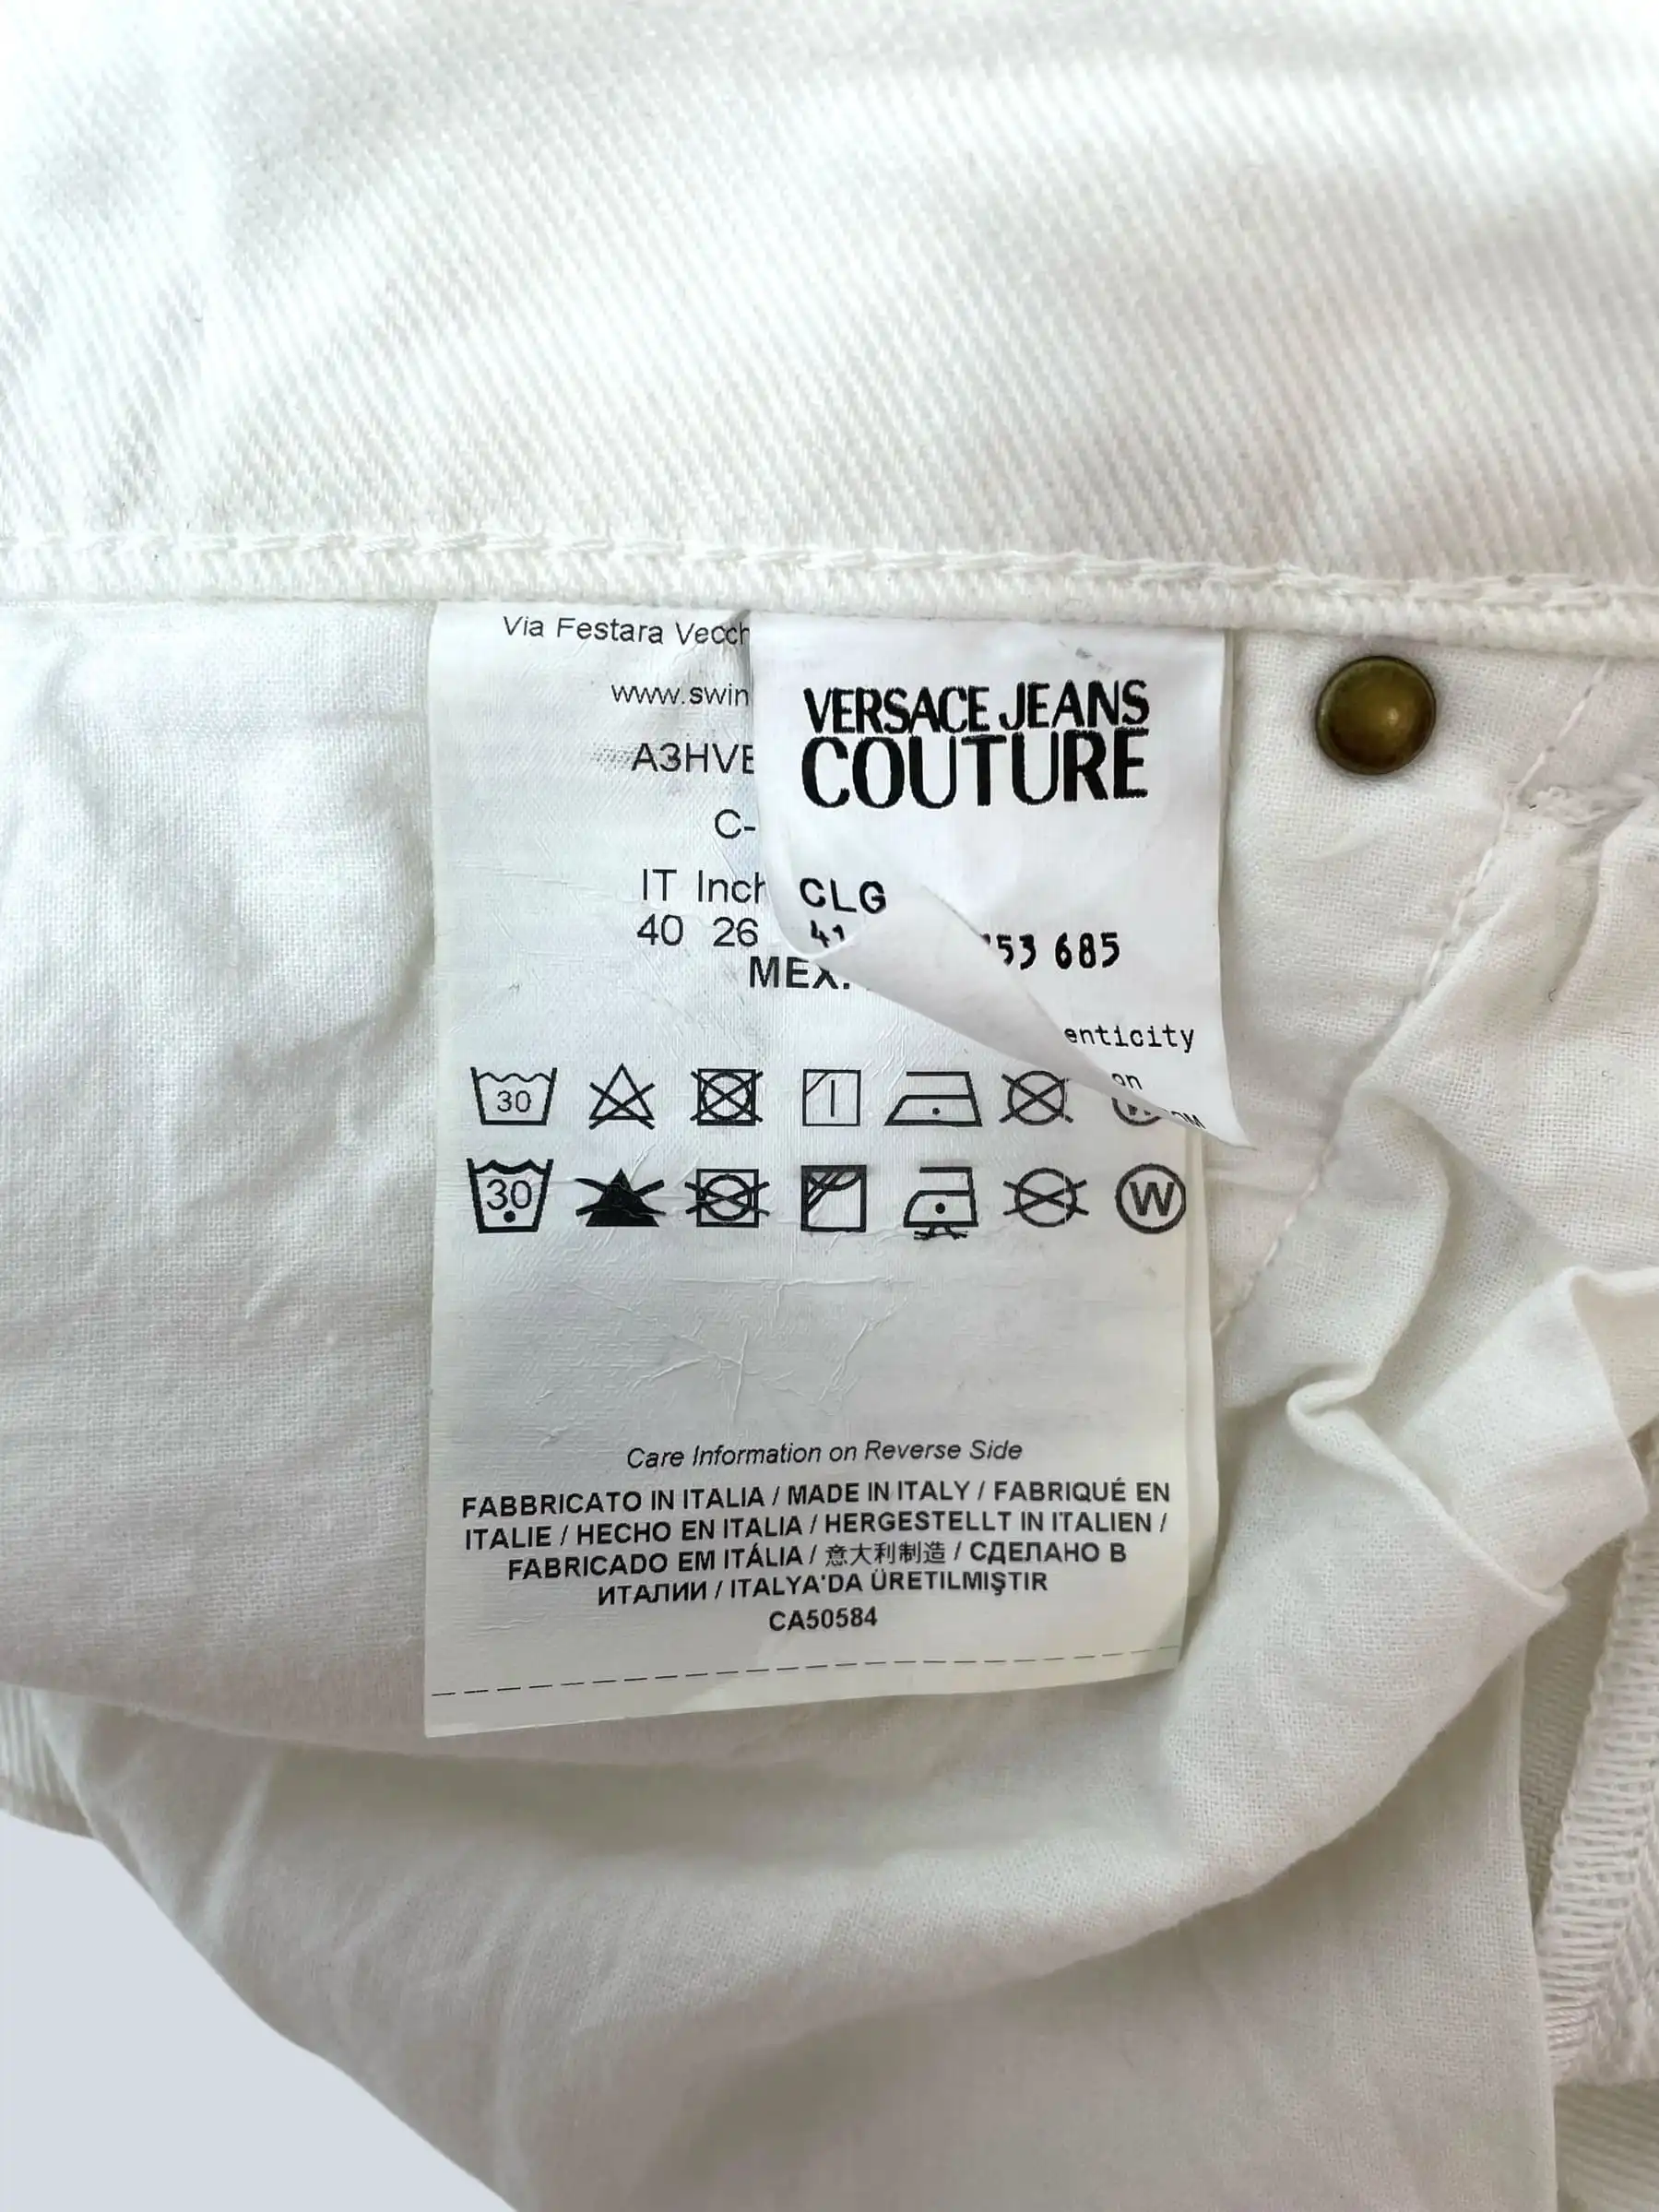 Via Festara Vecch
www.swin
A3HVE
C-
IT Inch
40 26
MEX.
VERSACE JEANS
COUTURE
CLG
41 53 685
enticity
on
OM
30
30
W
Care Information on Reverse Side
FABBRICATO IN ITALIA / MADE IN ITALY / FABRIQUÉ EN
ITALIE / HECHO EN ITALIA / HERGESTELLT IN ITALIEN /
FABRICADO EM ITÁLIA / 意大利制造 / СДЕЛАНО В
ИТАЛИИ / ITALYA'DA ÜRETILMIŞTIR
CA50584